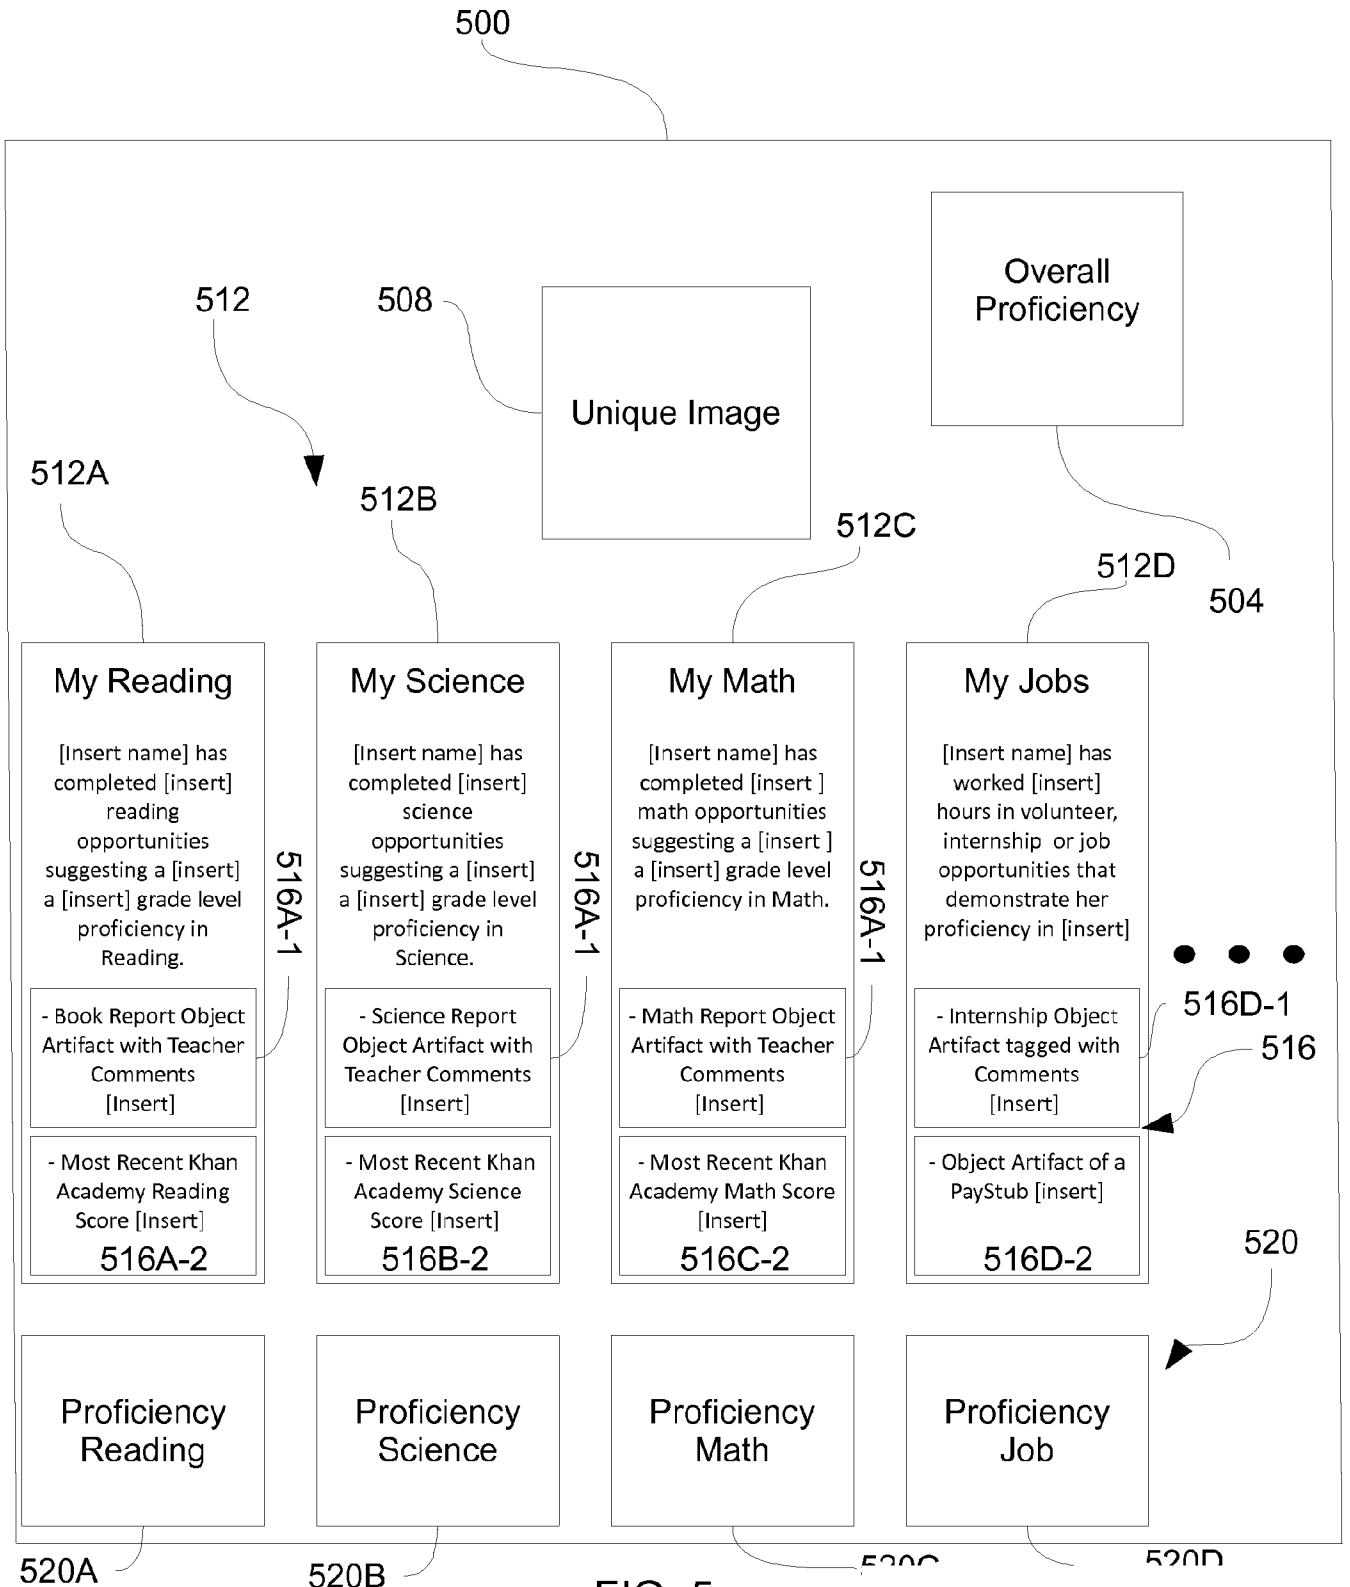 500
Overall
Proficiency
512
508
Unique Image
512A
512B
512C
512D
504
My Reading
[Insert name] has
completed [insert]
reading
opportunities
suggesting a [insert]
a [insert] grade level
proficiency in
Reading.
516A-1
- Book Report Object
Artifact with Teacher
Comments
[Insert]
- Most Recent Khan
Academy Reading
Score [Insert]
516A-2
My Science
[Insert name] has
completed [insert]
science
opportunities
suggesting a [insert]
a [insert] grade level
proficiency in
Science.
516A-1
- Science Report
Object Artifact with
Teacher Comments
[Insert]
- Most Recent Khan
Academy Science
Score [Insert]
516B-2
My Math
[Insert name] has
completed [insert ]
math opportunities
suggesting a [insert ]
a [insert] grade level
proficiency in Math.
516A-1
- Math Report Object
Artifact with Teacher
Comments
[Insert]
- Most Recent Khan
Academy Math Score
[Insert]
516C-2
My Jobs
[Insert name] has
worked [insert]
hours in volunteer,
internship or job
opportunities that
demonstrate her
proficiency in [insert]
516D-1
516
- Internship Object
Artifact tagged with
Comments
[Insert]
- Object Artifact of a
PayStub [insert]
516D-2
520
Proficiency
Reading
Proficiency
Science
Proficiency
Math
Proficiency
Job
520A
520B
520C
520D
FIG. 5